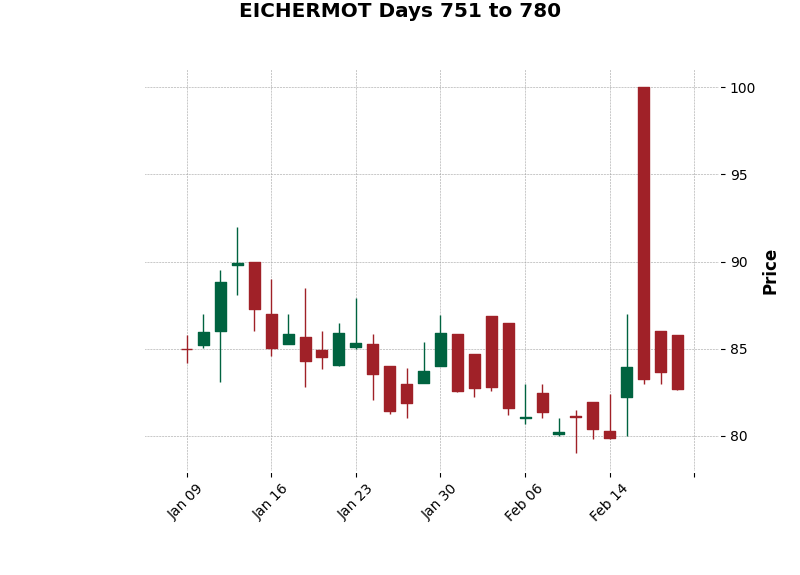 EICHERMOT Days 751 to 780
100
95
90
85
80
Price
Jan 09
Jan 16
Jan 23
Jan 30
Feb 06
Feb 14